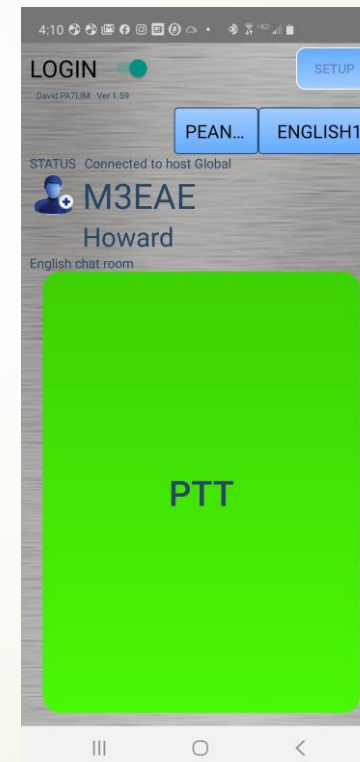 4:10
LOGIN
SETUP
David PA7LIM Ver 1.59
PEAN... ENGLISH1
STATUS Connected to host Global
M3EAE
Howard
English chat room
PTT